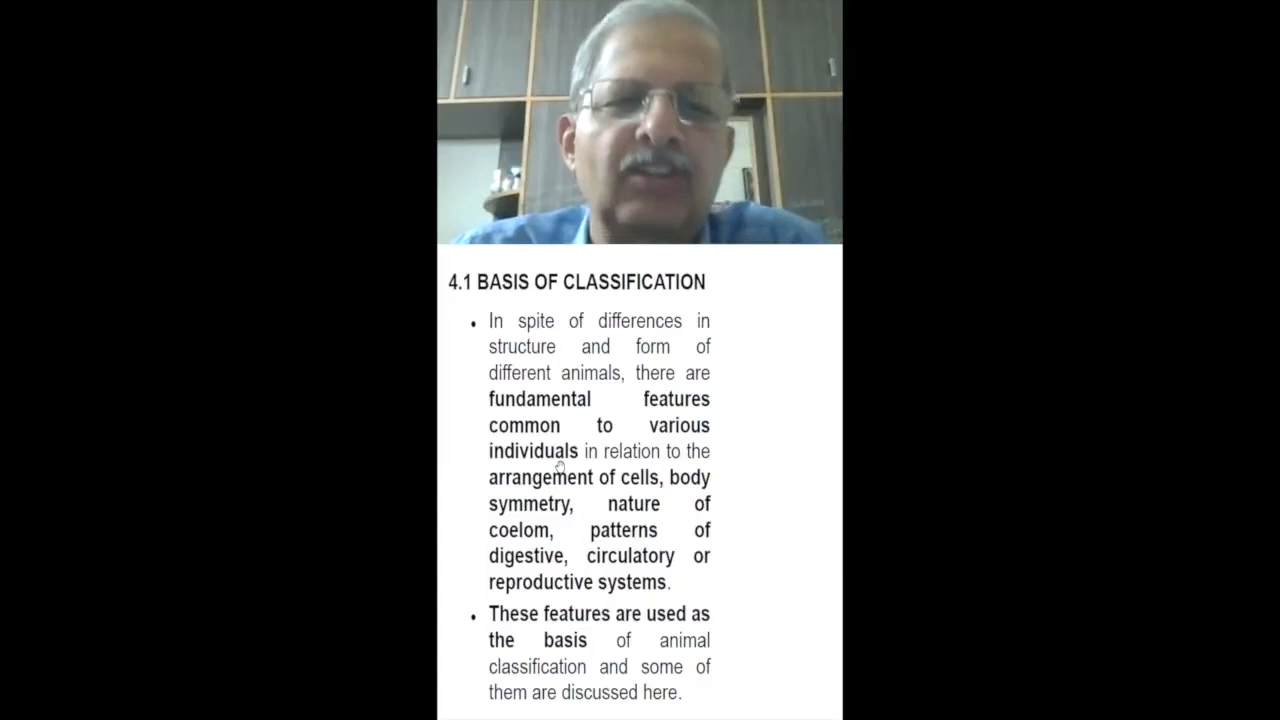 4.1 BASIS OF CLASSIFICATION
• In spite of differences in
structure and form of
different animals, there are
fundamental features
common to various
individuals in relation to the
arrangement of cells, body
symmetry, nature of
coelom, patterns of
digestive, circulatory or
reproductive systems.
• These features are used as
the basis of animal
classification and some of
them are discussed here.